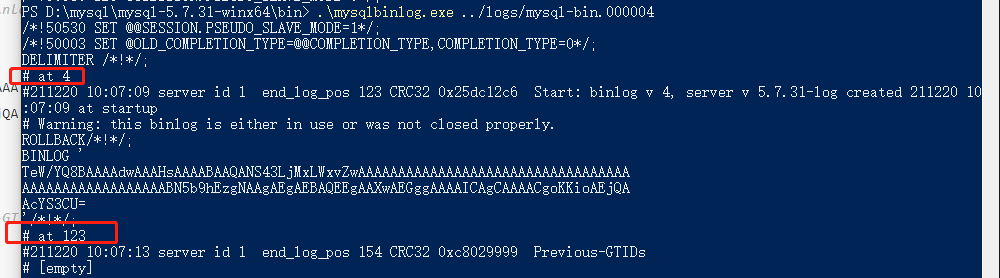 PS D:\mysql\mysql-5.7.31-winx64\bin> .\mysqlbinlog.exe ../logs/mysql-bin.000004
/*!50530 SET @@SESSION.PSEUDO_SLAVE_MODE=1*/;
/*!50003 SET @OLD_COMPLETION_TYPE=@@COMPLETION_TYPE,COMPLETION_TYPE=0*/;
DELIMITER /*!*/;
# at 4
#211220 10:07:09 server id 1  end_log_pos 123 CRC32 0x25dc12c6  Start: binlog v 4, server v 5.7.31-log created 211220 10
:07:09 at startup
# Warning: this binlog is either in use or was not closed properly.
ROLLBACK/*!*/;
BINLOG '
TeW/YQ8BAAAAdwAAAHsAAAABAAQANS43LjMxLWxvZwAAAAAAAAAAAAAAAAAAAAAAAAAAAAAAAAAA
AAAAAAAAAAAAAAAAAABN5b9hEzgNAAgAEgAEBAQEEgAAXwAEGggAAAAICAgCAAAACgoKKioAEjQA
AcYS3CU=
'/*!*/;
# at 123
#211220 10:07:13 server id 1  end_log_pos 154 CRC32 0xc8029999  Previous-GTIDs
# [empty]